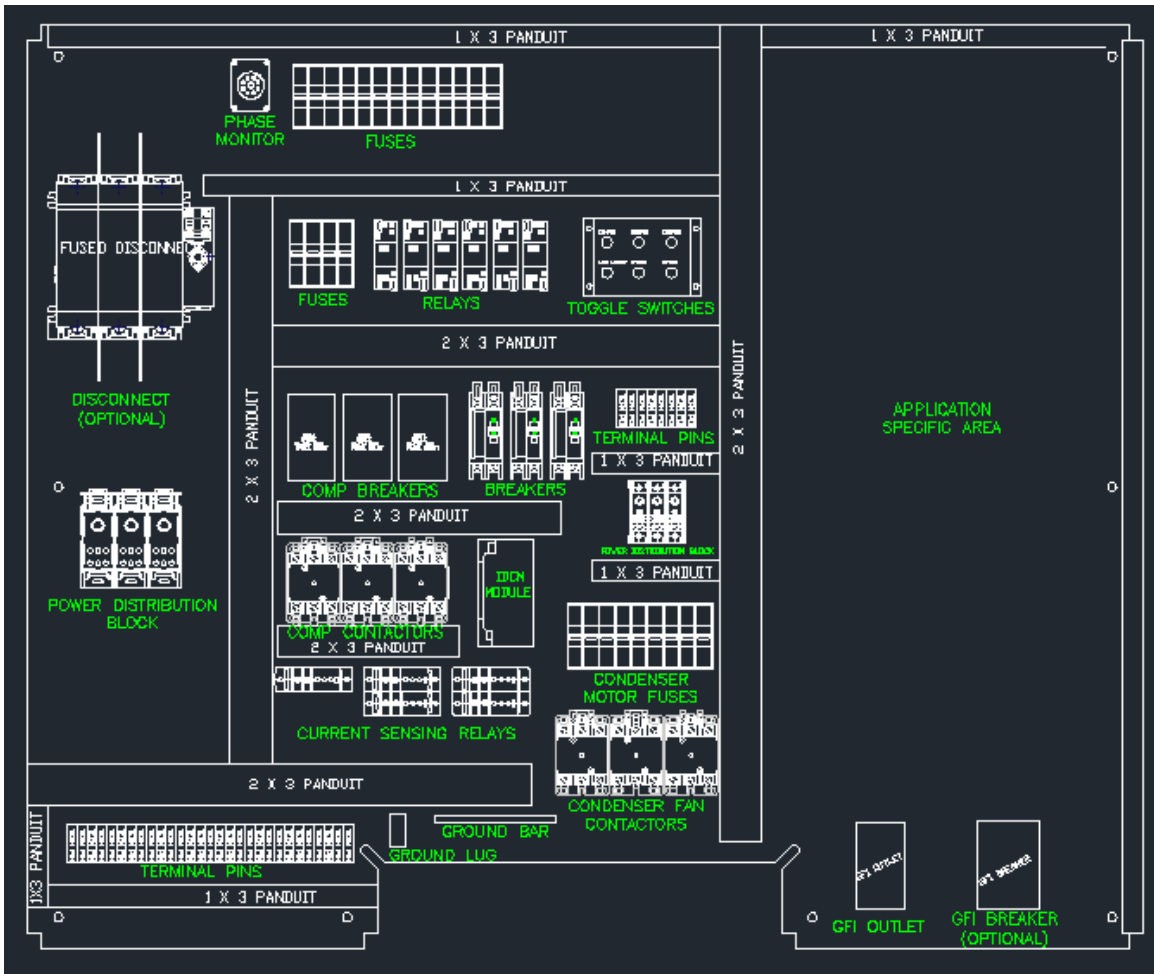 1 X 3 PANDUIT
1 X 3 PANDUIT
PHASE
MONITOR
FUSES
1 X 3 PANDUIT
FUSED DISCONNECT
FUSES
RELAYS
TOGGLE SWITCHES
2 X 3 PANDUIT
DISCONNECT
(OPTIONAL)
2 X 3 PANDUIT
2 X 3 PANDUIT
APPLICATION
SPECIFIC AREA
TERMINAL PINS
1 X 3 PANDUIT
COMP BREAKERS
BREAKERS
2 X 3 PANDUIT
POWER DISTRIBUTION BLOCK
1 X 3 PANDUIT
MODULE
POWER DISTRIBUTION
BLOCK
COMP CONTACTORS
2 X 3 PANDUIT
CONDENSER
MOTOR FUSES
CURRENT SENSING RELAYS
2 X 3 PANDUIT
CONDENSER FAN
CONTACTORS
1X3 PANDUIT
GROUND BAR
GROUND LUG
TERMINAL PINS
1 X 3 PANDUIT
GFI OUTLET
GFI BREAKER
GFI OUTLET
GFI BREAKER
(OPTIONAL)